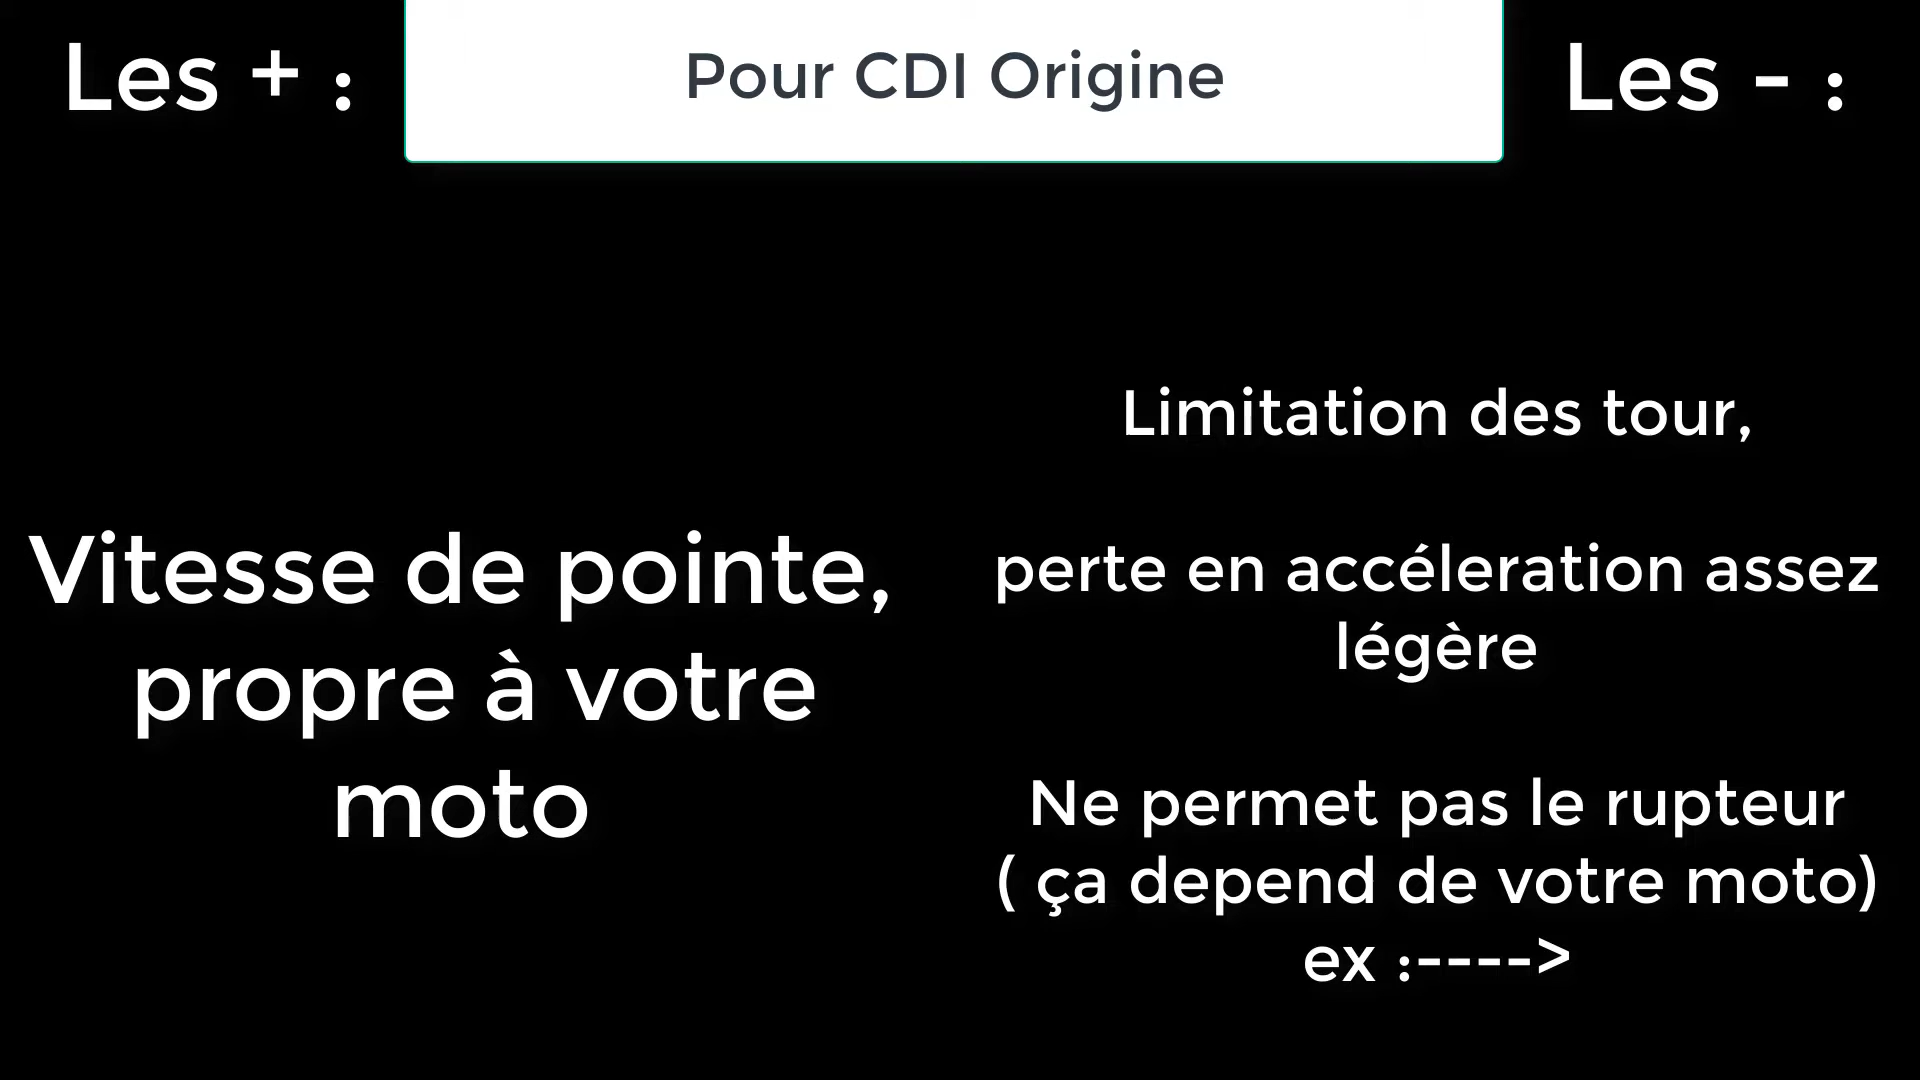 Les + :
Pour CDI Origine
Les - :
Vitesse de pointe,
propre à votre
moto
Limitation des tour,
perte en accéleration assez
légère
Ne permet pas le rupteur
( ça depend de votre moto)
ex :---->